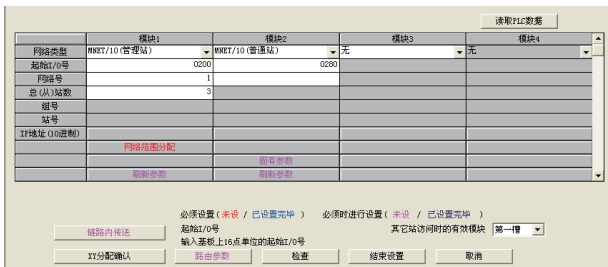 读取PLC数据
模块1 模块2 模块3 模块4
网络类型 MNET/10(管理站) MNET/10(普通站) 无 无
起始I/O号 0200 0280
网络号 1
总(从)站数 3
组号
站号
IP地址(10进制)
网络范围分配
固有参数
刷新参数 刷新参数
必须设置( 未设 / 已设置完毕 ) 必须时进行设置( 未设 / 已设置完毕 )
链路内传送 起始I/O号 其它站访问时的有效模块 第一槽
输入基板上16点单位的起始I/O号
XY分配确认 路由参数 检查 结束设置 取消